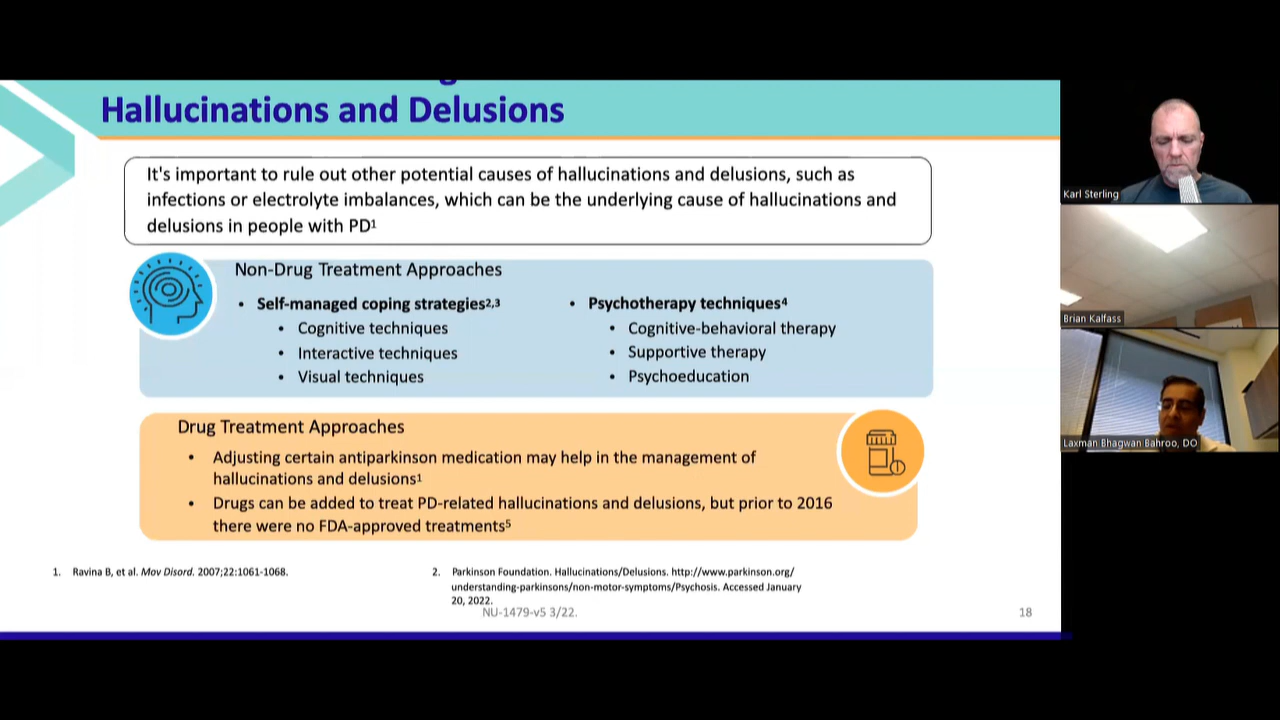 Hallucinations and Delusions
It's important to rule out other potential causes of hallucinations and delusions, such as
infections or electrolyte imbalances, which can be the underlying cause of hallucinations and
delusions in people with PD¹
Non-Drug Treatment Approaches
• Self-managed coping strategies²,³
• Cognitive techniques
• Interactive techniques
• Visual techniques
• Psychotherapy techniques⁴
• Cognitive-behavioral therapy
• Supportive therapy
• Psychoeducation
Drug Treatment Approaches
• Adjusting certain antiparkinson medication may help in the management of
hallucinations and delusions¹
• Drugs can be added to treat PD-related hallucinations and delusions, but prior to 2016
there were no FDA-approved treatments⁵
1. Ravina B, et al. Mov Disord. 2007;22:1061-1068.
2. Parkinson Foundation. Hallucinations/Delusions. http://www.parkinson.org/
understanding-parkinsons/non-motor-symptoms/Psychosis. Accessed January
20, 2022.
NU-1479-v5 3/22.
18
Karl Sterling
Brian Kalfass
Laxman Bhagwan Bahroo, DO